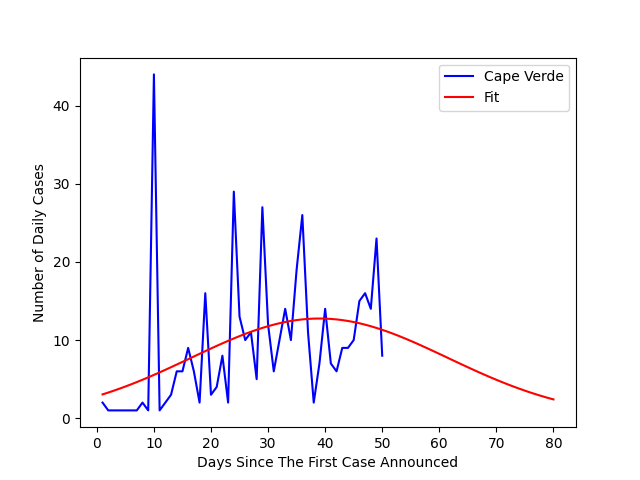 Cape Verde
Fit
Number of Daily Cases
40
30
20
10
0
0 10 20 30 40 50 60 70 80
Days Since The First Case Announced